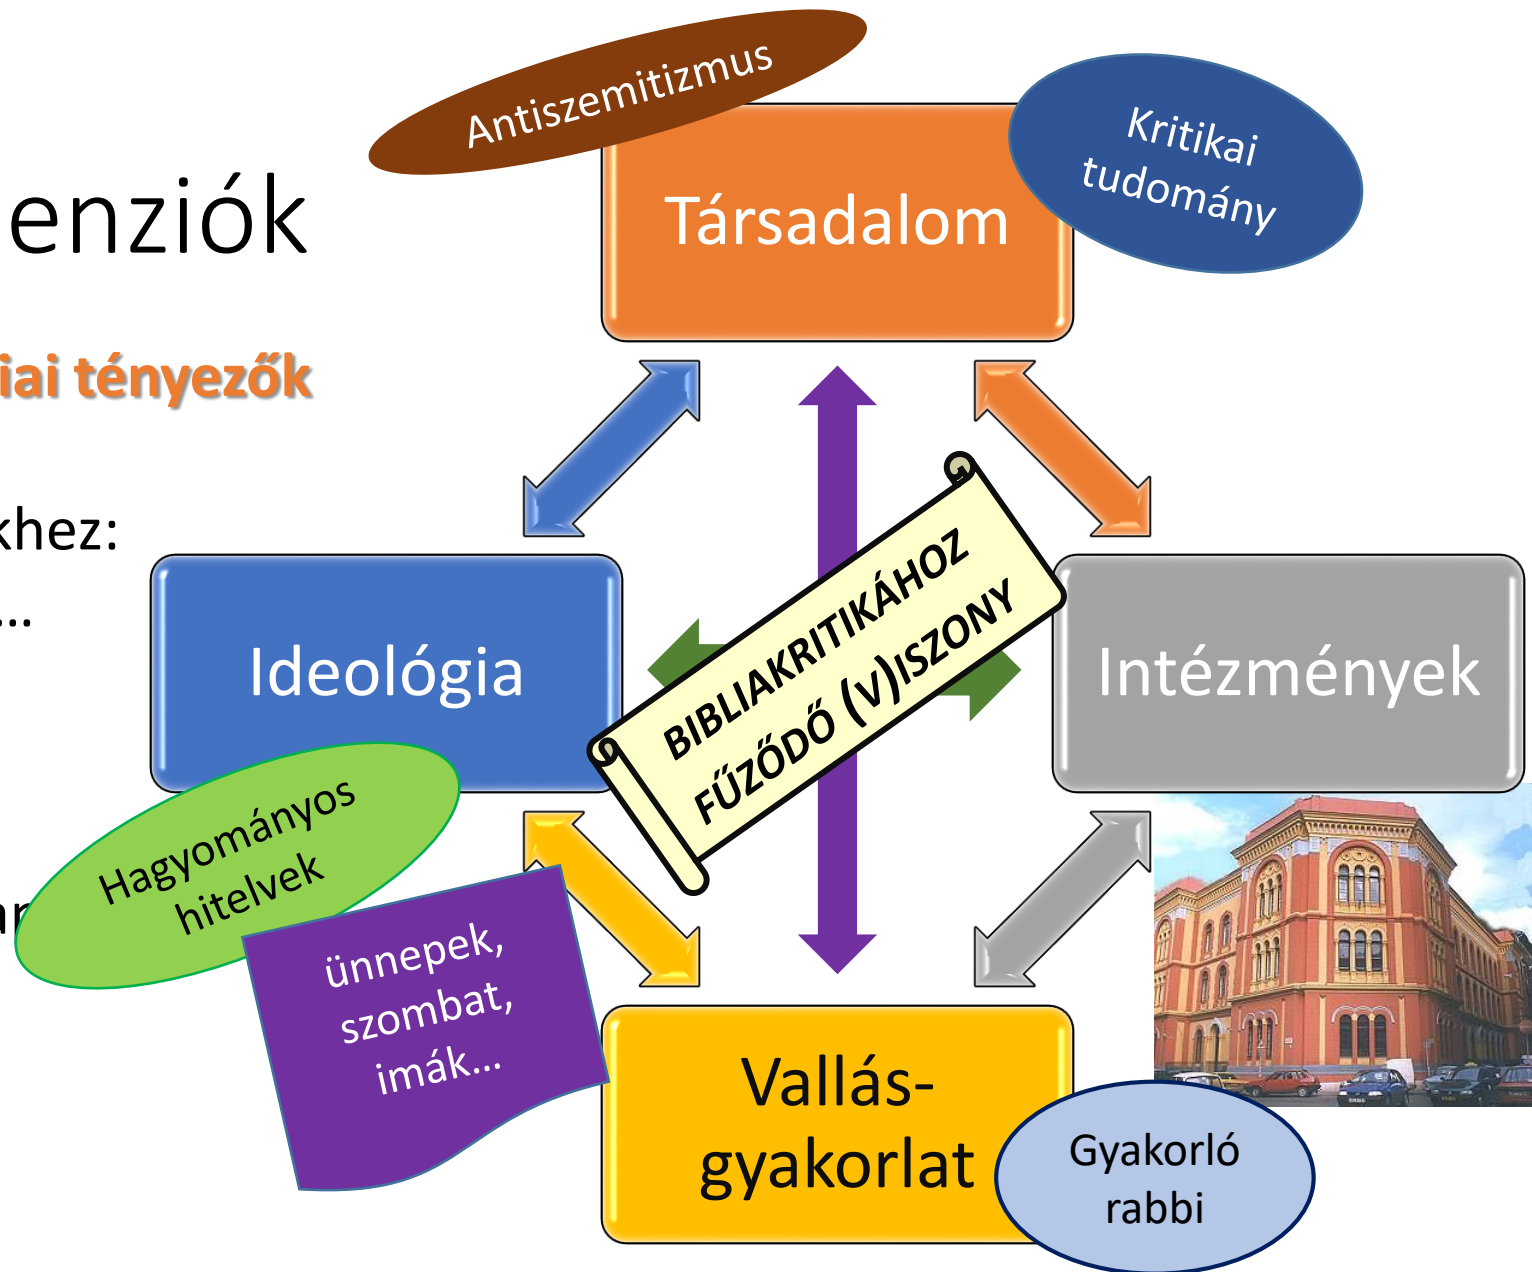 enziók
iai tényezők
khez:
...
Antiszemitizmus
Kritikai
tudomány
Társadalom
Ideológia
BIBLIAKRITIKÁHOZ
FŰZŐDŐ (V)ISZONY
Intézmények
Hagyományos
hitelvek
ünnepek,
szombat,
imák...
Vallás-
gyakorlat
Gyakorló
rabbi